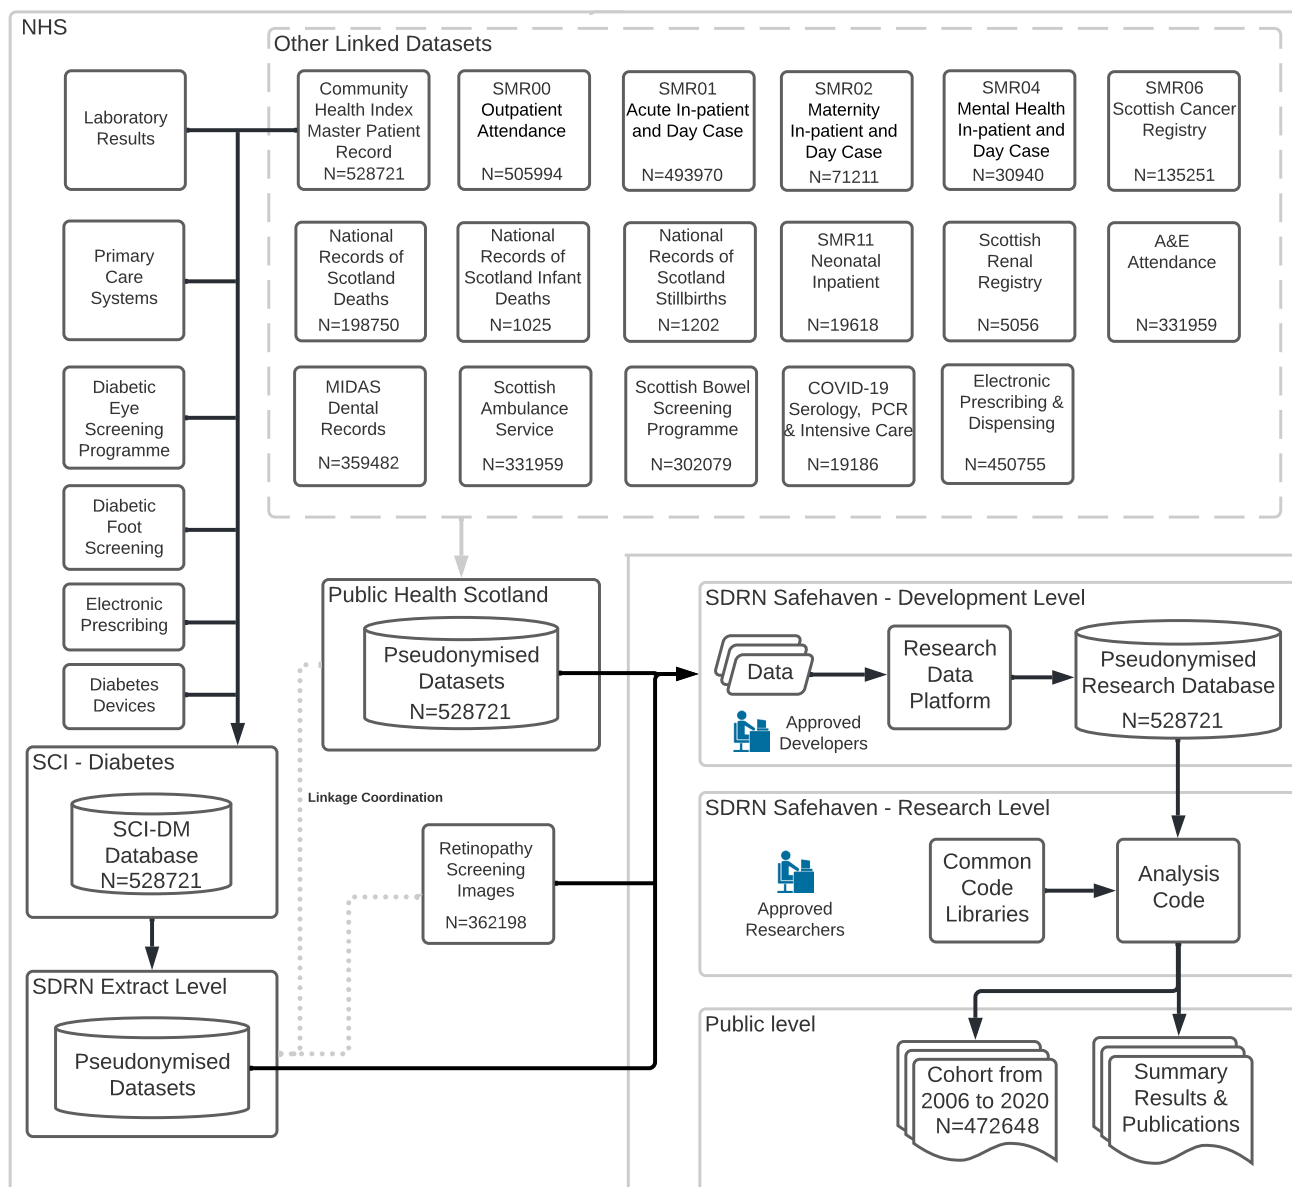 NHS
Other Linked Datasets
Laboratory
Results
Community
Health Index
Master Patient
Record
N=528721
SMR00
Outpatient
Attendance
N=505994
SMR01
Acute In-patient
and Day Case
N=493970
SMR02
Maternity
In-patient and
Day Case
N=71211
SMR04
Mental Health
In-patient and
Day Case
N=30940
SMR06
Scottish Cancer
Registry
N=135251
Primary
Care
Systems
National
Records of
Scotland
Deaths
N=198750
National
Records of
Scotland Infant
Deaths
N=1025
National
Records of
Scotland
Stillbirths
N=1202
SMR11
Neonatal
Inpatient
N=19618
Scottish
Renal
Registry
N=5056
A&E
Attendance
N=331959
Diabetic
Eye
Screening
Programme
MIDAS
Dental
Records
N=359482
Scottish
Ambulance
Service
N=331959
Scottish Bowel
Screening
Programme
N=302079
COVID-19
Serology, PCR
& Intensive Care
N=19186
Electronic
Prescribing &
Dispensing
N=450755
Diabetic
Foot
Screening
Electronic
Prescribing
Diabetes
Devices
Public Health Scotland
Pseudonymised
Datasets
N=528721
SDRN Safehaven - Development Level
Data
Approved
Developers
Research
Data
Platform
Pseudonymised
Research Database
N=528721
SCI - Diabetes
SCI-DM
Database
N=528721
Linkage Coordination
Retinopathy
Screening
Images
N=362198
SDRN Safehaven - Research Level
Approved
Researchers
Common
Code
Libraries
Analysis
Code
SDRN Extract Level
Pseudonymised
Datasets
Public level
Cohort from
2006 to 2020
N=472648
Summary
Results &
Publications